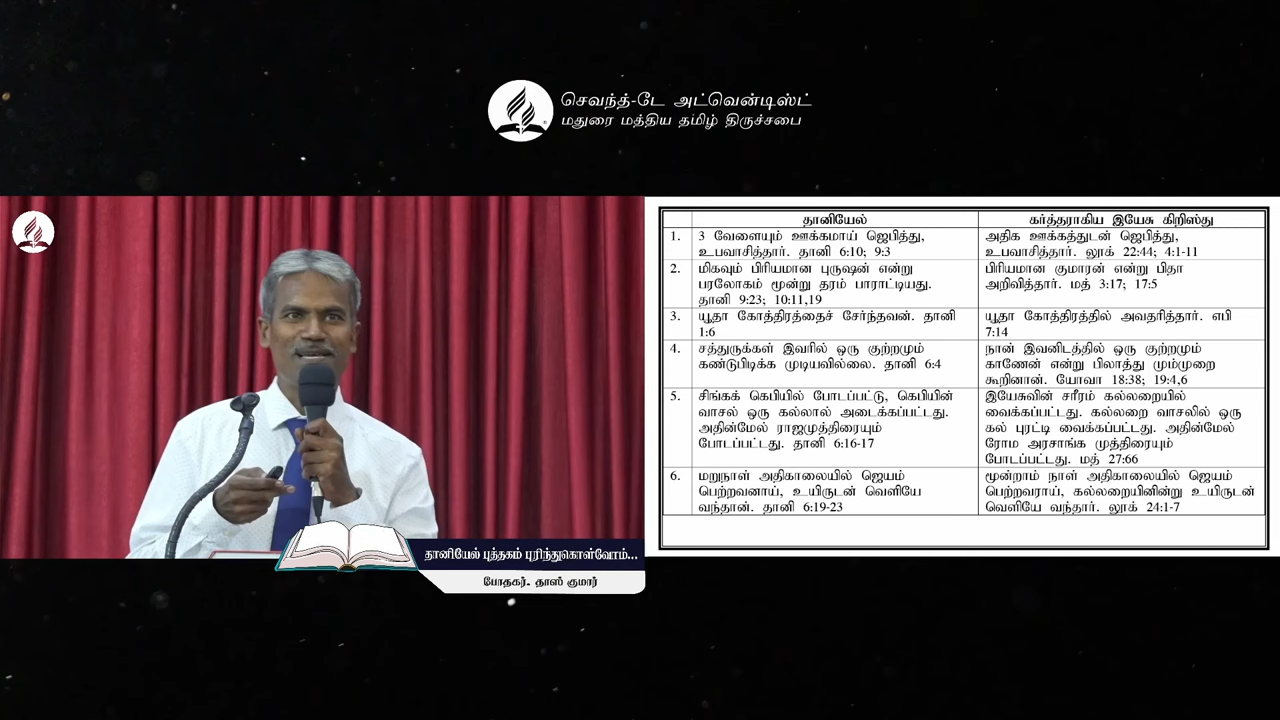 செவந்த்-டே அட்வென்டிஸ்ட்
மதுரை மத்திய தமிழ் திருச்சபை
தானியேல்
கர்த்தராகிய இயேசு கிறிஸ்து
1.
3 வேளையும் ஊக்கமாய் ஜெபித்து,
உபவாசித்தார். தானி 6:10; 9:3
அதிக ஊக்கத்துடன் ஜெபித்து,
உபவாசித்தார். லூக் 22:44; 4:1-11
2.
மிகவும் பிரியமான புருஷன் என்று
பரலோகம் மூன்று தரம் பாராட்டியது.
தானி 9:23; 10:11,19
பிரியமான குமாரன் என்று பிதா
அறிவித்தார். மத் 3:17; 17:5
3.
யூதா கோத்திரத்தைச் சேர்ந்தவன். தானி
1:6
யூதா கோத்திரத்தில் அவதரித்தார். எபி
7:14
4.
சத்துருக்கள் இவரில் ஒரு குற்றமும்
கண்டுபிடிக்க முடியவில்லை. தானி 6:4
நான் இவனிடத்தில் ஒரு குற்றமும்
காணேன் என்று பிலாத்து மும்முறை
கூறினான். யோவா 18:38; 19:4,6
5.
சிங்கக் கெபியில் போடப்பட்டு, கெபியின்
வாசல் ஒரு கல்லால் அடைக்கப்பட்டது.
அதின்மேல் ராஜமுத்திரையும்
போடப்பட்டது. தானி 6:16-17
இயேசுவின் சரீரம் கல்லறையில்
வைக்கப்பட்டது. கல்லறை வாசலில் ஒரு
கல் புரட்டி வைக்கப்பட்டது. அதின்மேல்
ரோம அரசாங்க முத்திரையும்
போடப்பட்டது. மத் 27:66
6.
மறுநாள் அதிகாலையில் ஜெயம்
பெற்றவனாய், உயிருடன் வெளியே
வந்தான். தானி 6:19-23
மூன்றாம் நாள் அதிகாலையில் ஜெயம்
பெற்றவராய், கல்லறையினின்று உயிருடன்
வெளியே வந்தார். லூக் 24:1-7
தானியேல் புத்தகம் புரிந்துகொள்வோம்...
போதகர். தாஸ் குமார்